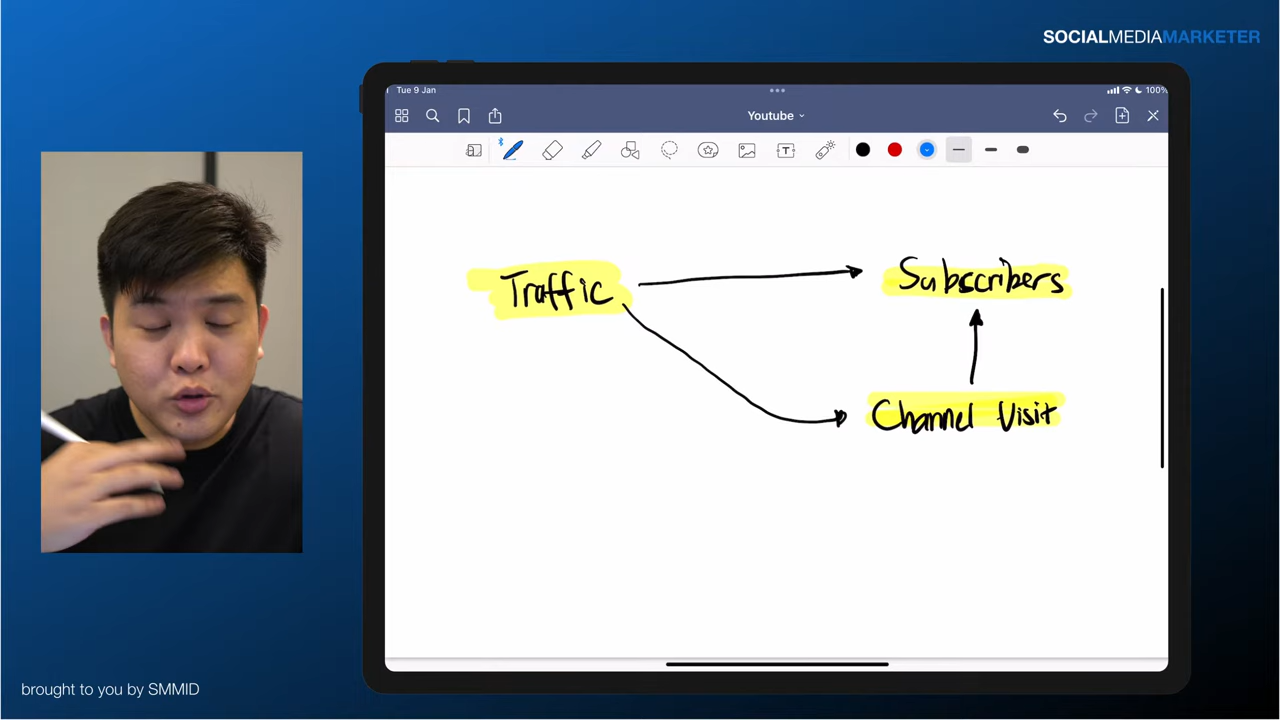 SOCIALMEDIAMARKETER
Tue 9 Jan
100%
Youtube
T
Traffic
Subscribers
Channel Visit
brought to you by SMMID